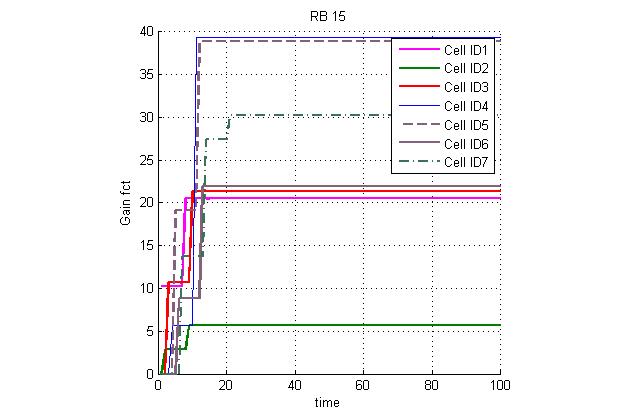 RB 15
40
35
30
25
20
15
10
5
0
Gain fct
0 20 40 60 80 100
time
Cell ID1
Cell ID2
Cell ID3
Cell ID4
Cell ID5
Cell ID6
Cell ID7